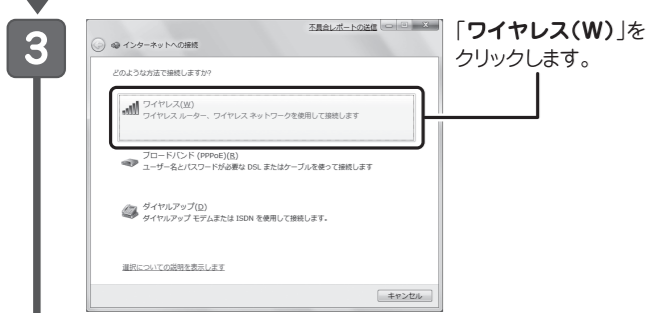 3
不具合レポートの送信
インターネットへの接続
どのような方法で接続しますか?
ワイヤレス(W)
ワイヤレス ルーター、ワイヤレス ネットワークを使用して接続します
ブロードバンド (PPPoE)(R)
ユーザー名とパスワードが必要な DSL またはケーブルを使って接続します
ダイヤルアップ(D)
ダイヤルアップ モデムまたは ISDN を使用して接続します。
選択についての説明を表示します
キャンセル
「ワイヤレス(W)」を
クリックします。